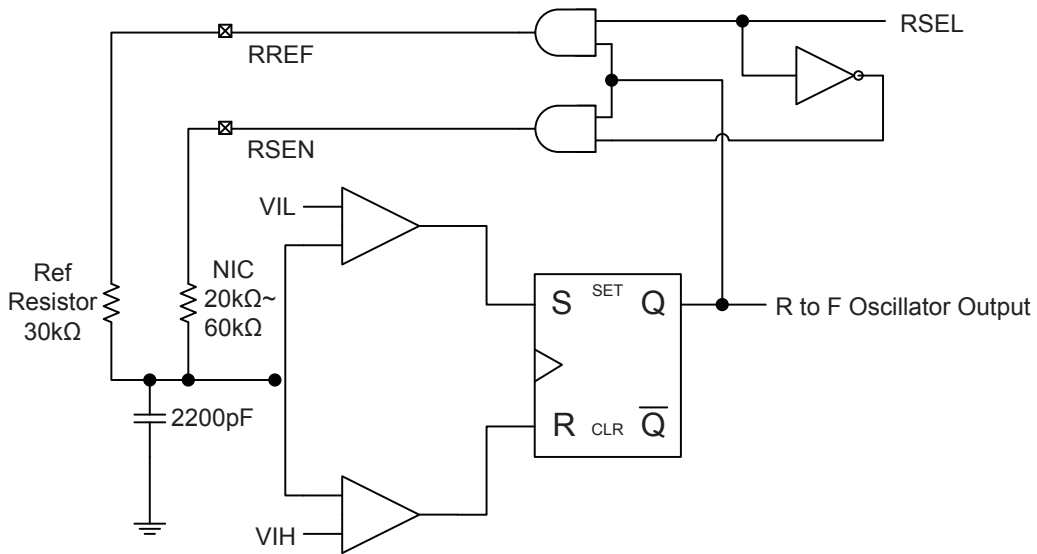 RSEL
RREF
RSEN
VIL
Ref
Resistor
30kΩ
NIC
20kΩ~
60kΩ
2200pF
VIH
S SET Q
R CLR Q̅
R to F Oscillator Output